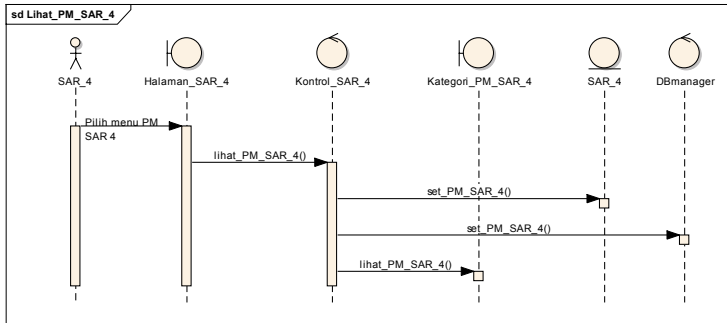 sd Lihat_PM_SAR_4
SAR_4
Halaman_SAR_4
Kontrol_SAR_4
Kategori_PM_SAR_4
SAR_4
DBmanager
Pilih menu PM
SAR 4
lihat_PM_SAR_4()
set_PM_SAR_4()
set_PM_SAR_4()
lihat_PM_SAR_4()